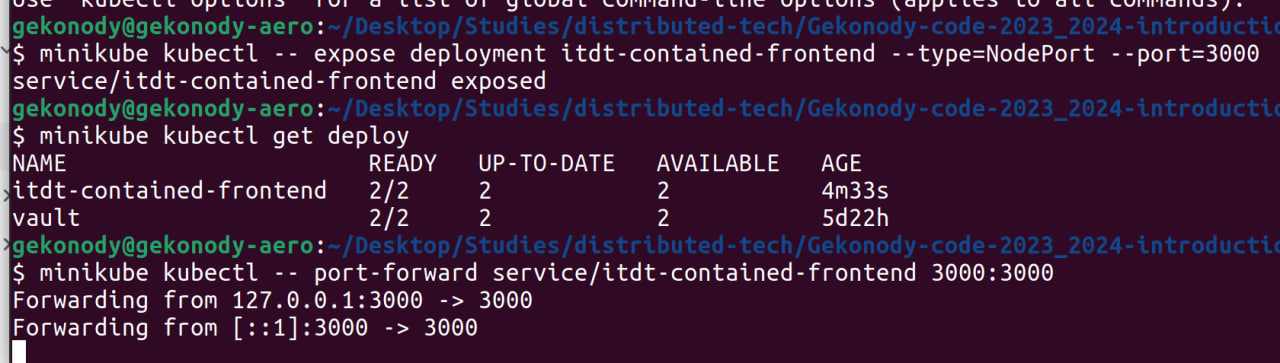 Use "kubectl options" for a list of global command-line options (applies to all commands).
gekonody@gekonody-aero:~/Desktop/Studies/distributed-tech/Gekonody-code-2023_2024-introductio
$ minikube kubectl -- expose deployment itdt-contained-frontend --type=NodePort --port=3000
service/itdt-contained-frontend exposed
gekonody@gekonody-aero:~/Desktop/Studies/distributed-tech/Gekonody-code-2023_2024-introductio
$ minikube kubectl get deploy
NAME READY UP-TO-DATE AVAILABLE AGE
itdt-contained-frontend 2/2 2 2 4m33s
vault 2/2 2 2 5d22h
gekonody@gekonody-aero:~/Desktop/Studies/distributed-tech/Gekonody-code-2023_2024-introductio
$ minikube kubectl -- port-forward service/itdt-contained-frontend 3000:3000
Forwarding from 127.0.0.1:3000 -> 3000
Forwarding from [::1]:3000 -> 3000